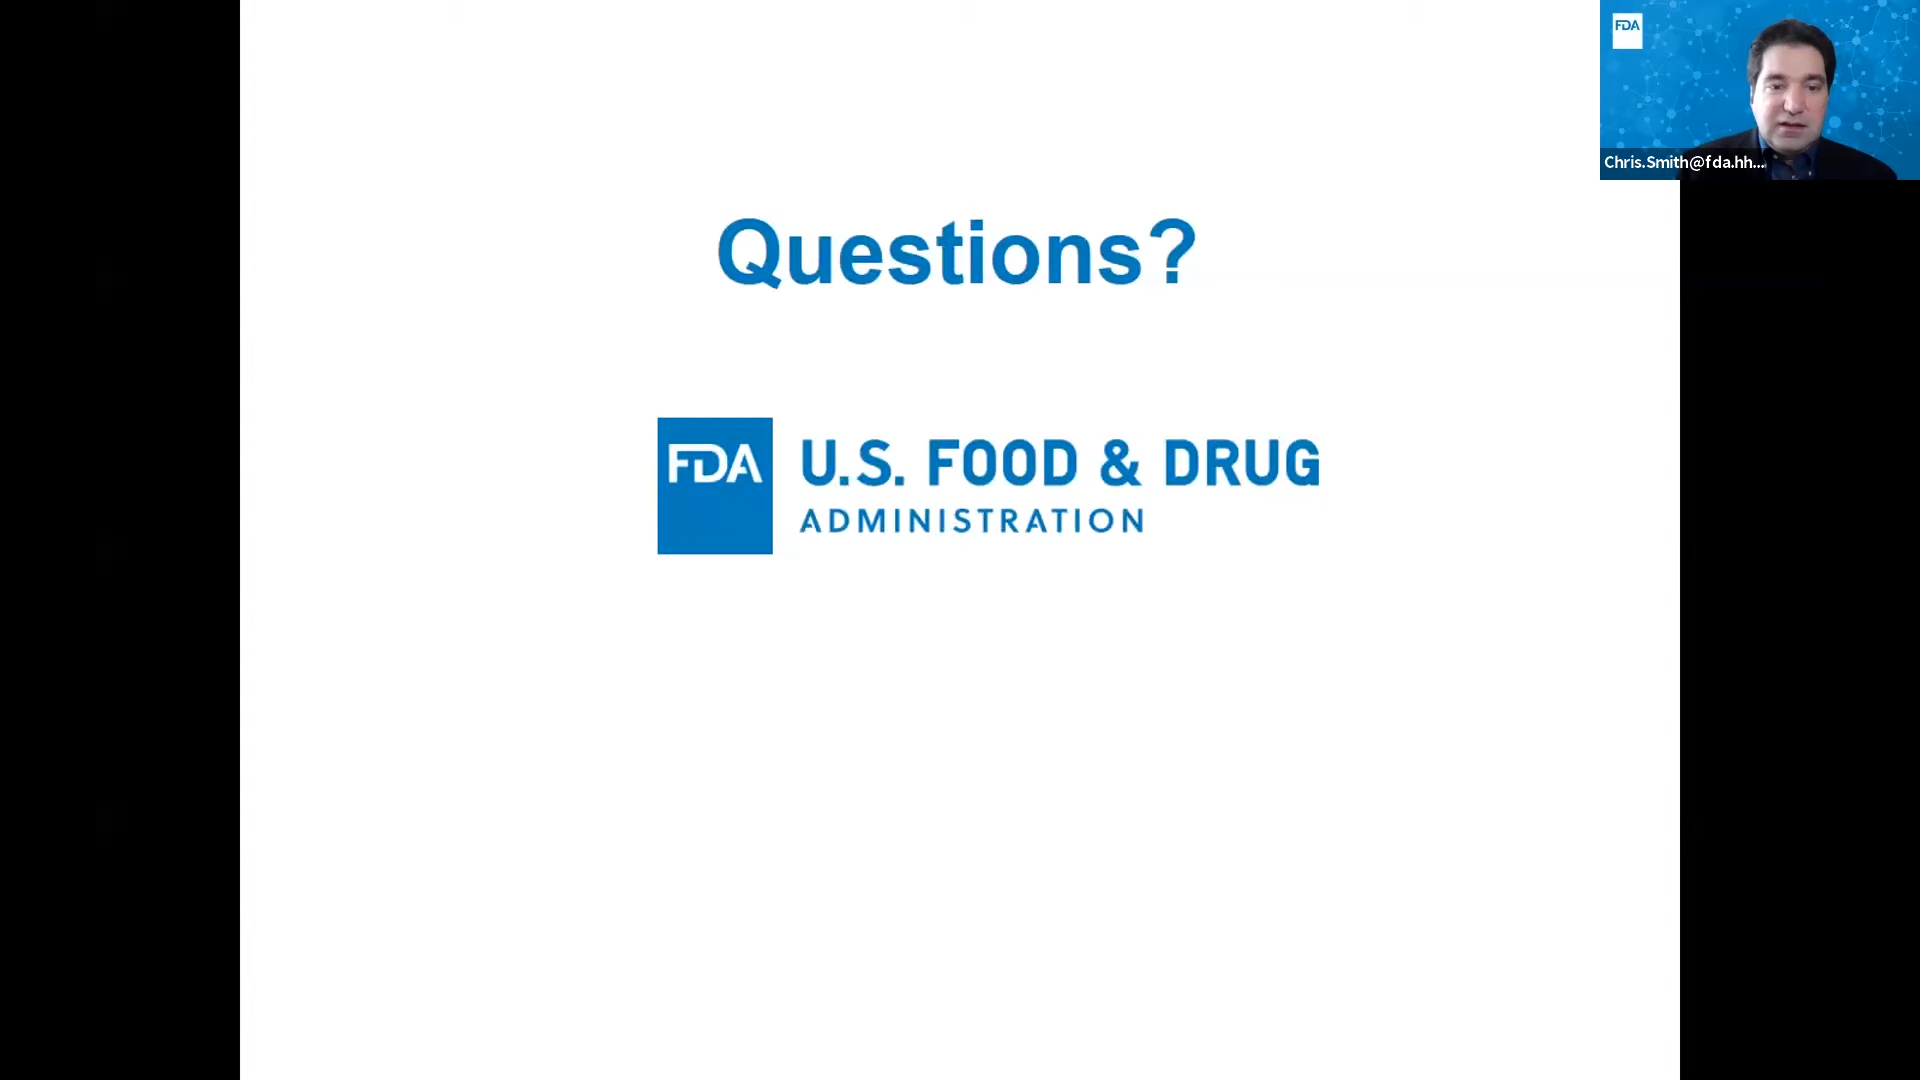 FDA
Chris.Smith@fda.hh...
Questions?
FDA
U.S. FOOD & DRUG
ADMINISTRATION